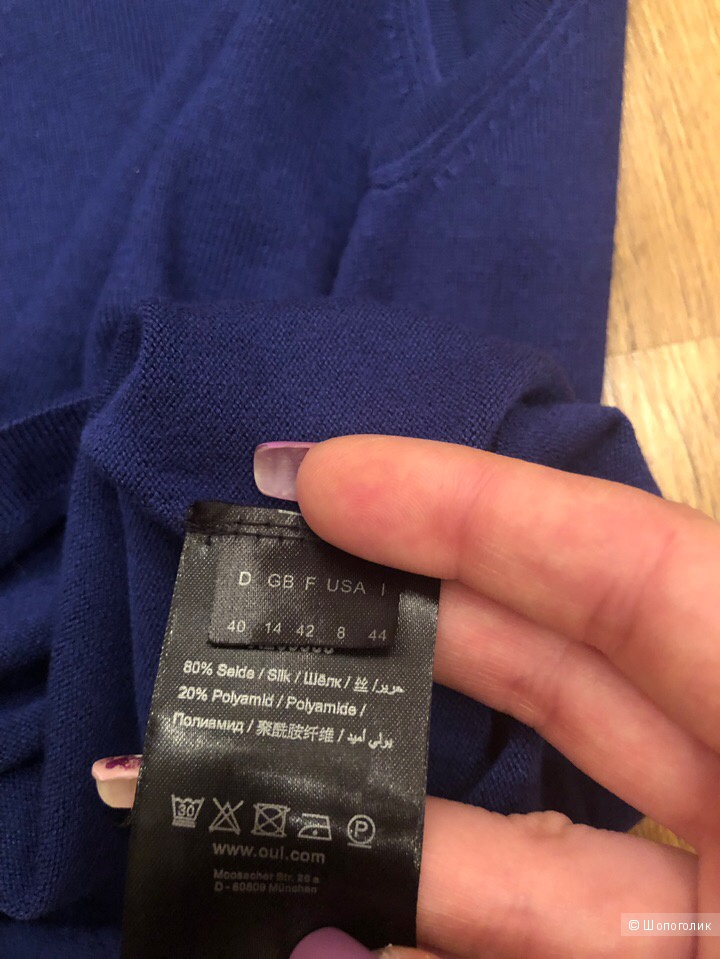 D GB F USA I
40 14 42 8 44
80% Seide / Silk / Шёлк / 丝 / حرير
20% Polyamid / Polyamide /
Полиамид / 聚酰胺纤维 / بولي أميد
30
P
www.oui.com
Moosacher Str. 26 a
D - 80809 München
© Шопоголик